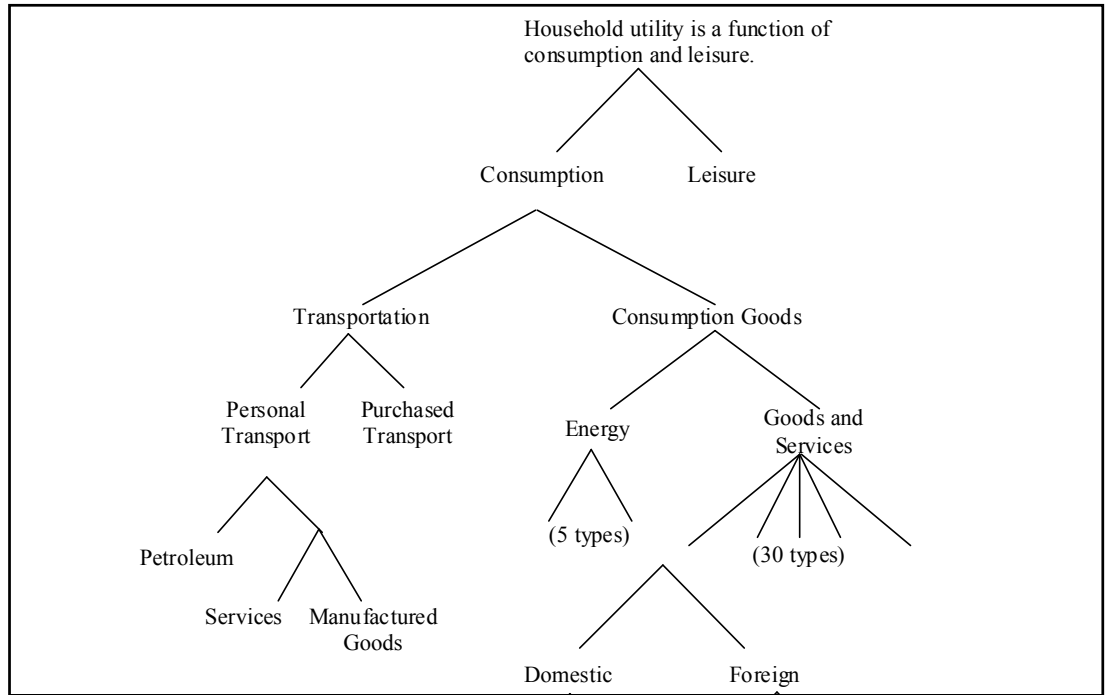 Household utility is a function of
consumption and leisure.
Consumption
Leisure
Transportation
Consumption Goods
Personal
Transport
Purchased
Transport
Energy
Goods and
Services
(5 types)
(30 types)
Petroleum
Services
Manufactured
Goods
Domestic
Foreign